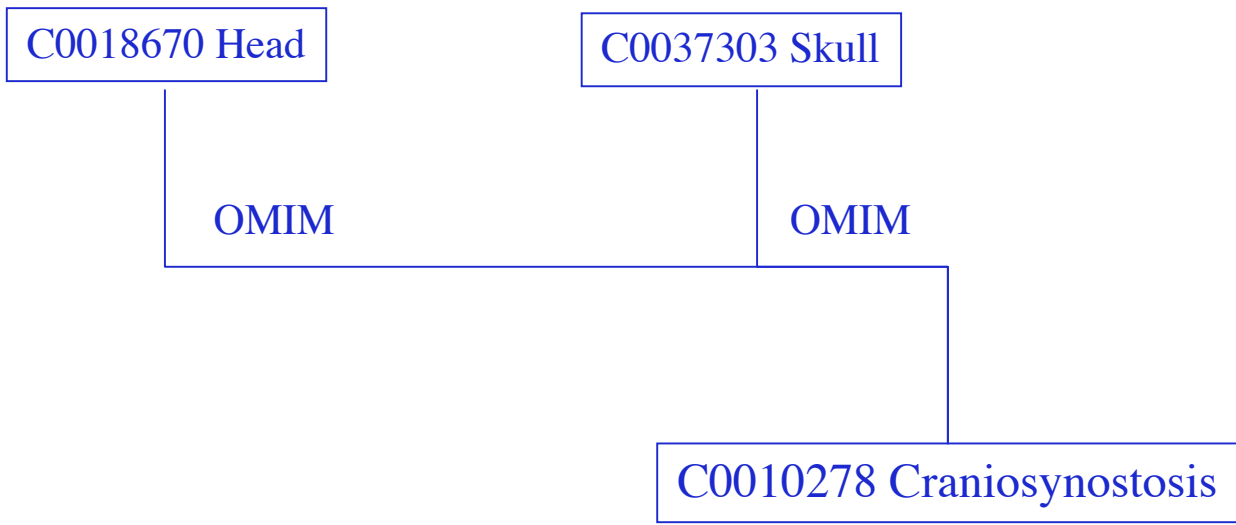 C0018670 Head
C0037303 Skull
OMIM
OMIM
C0010278 Craniosynostosis